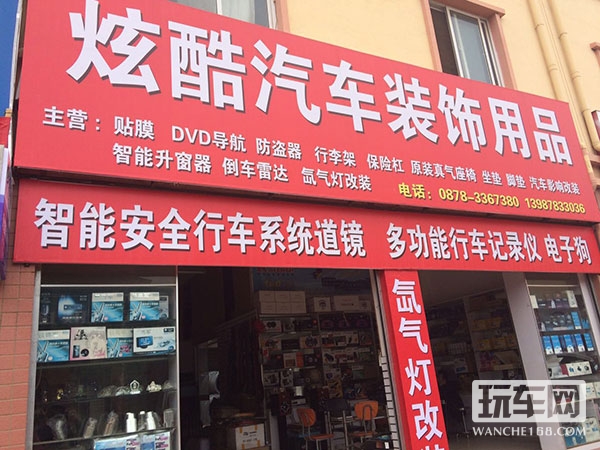 炫酷汽车装饰用品
主营：贴膜 DVD导航 防盗器 行李架 保险杠 原装真气座椅 坐垫 脚垫 汽车影响改装
智能升窗器 倒车雷达 氙气灯改装 电话：0878-3367380 13987833036
智能安全行车系统道镜 多功能行车记录仪 电子狗
氙气灯改装
玩车网
WANCHE168.COM